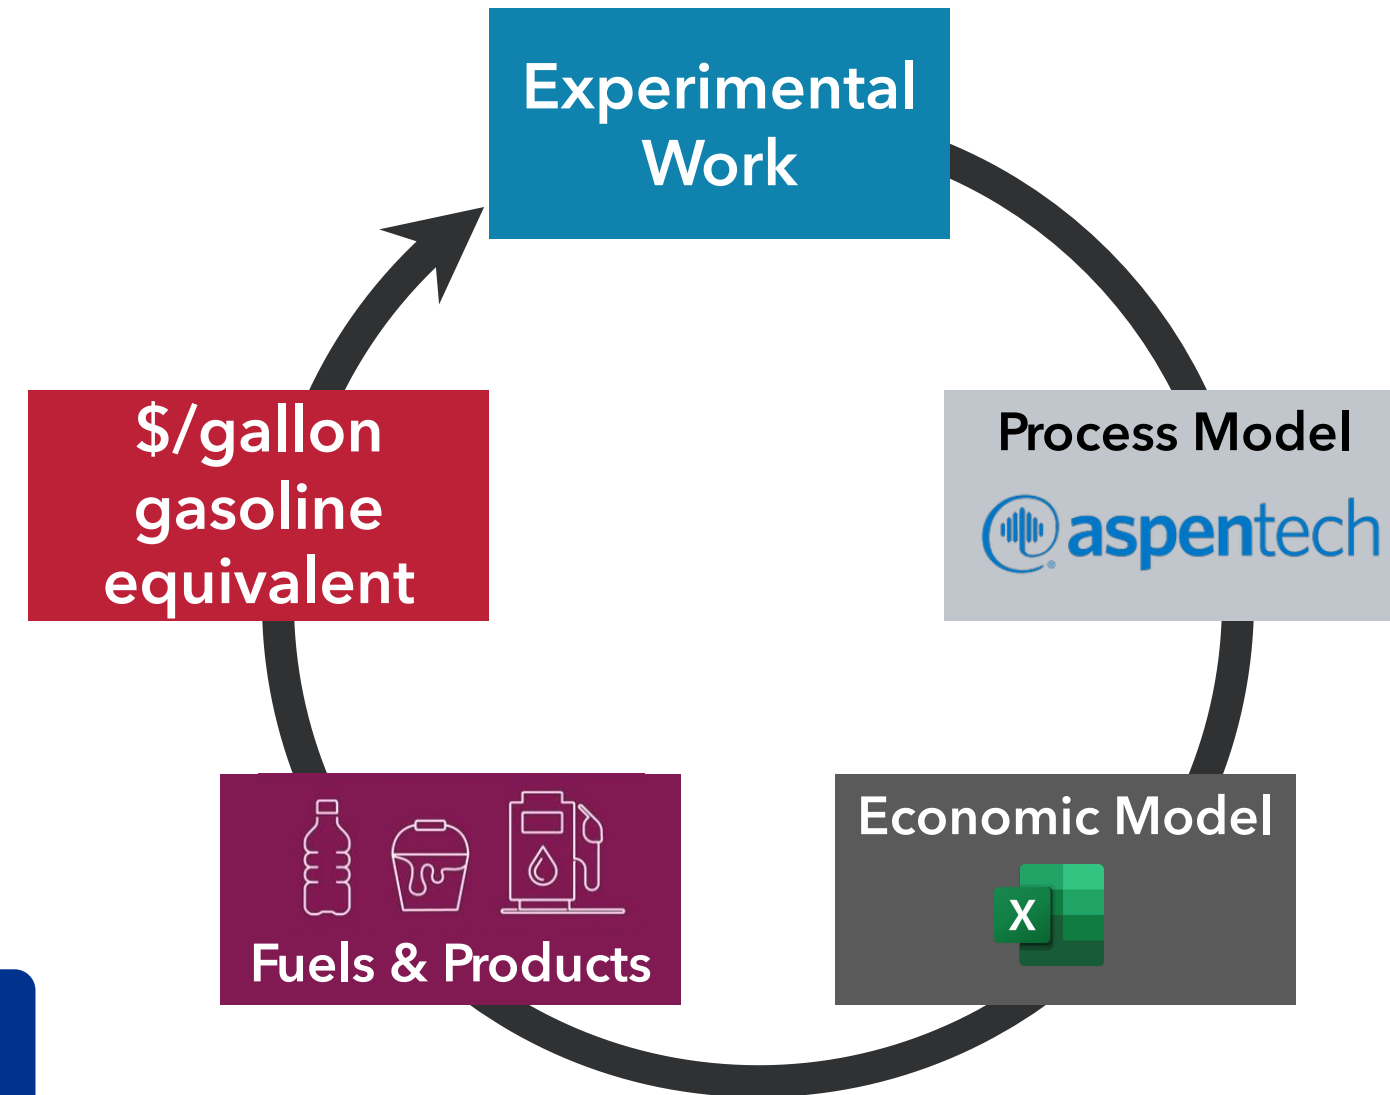 Experimental
Work
$/gallon
gasoline
equivalent
Process Model
aspentech
Fuels & Products
Economic Model
X